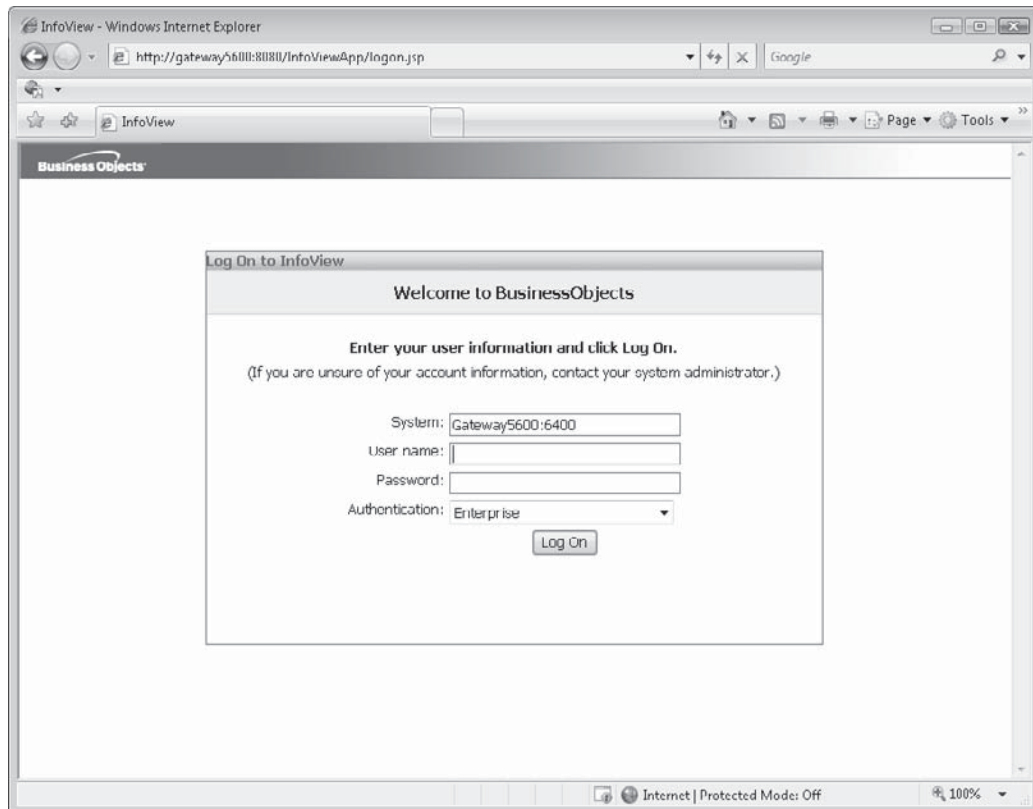 InfoView - Windows Internet Explorer
http://gateway5600:8080/InfoViewApp/logon.jsp
Google
InfoView
Page
Tools
Business Objects
Log On to InfoView
Welcome to BusinessObjects
Enter your user information and click Log On.
(If you are unsure of your account information, contact your system administrator.)
System: Gateway5600:6400
User name:
Password:
Authentication: Enterprise
Log On
Internet | Protected Mode: Off
100%